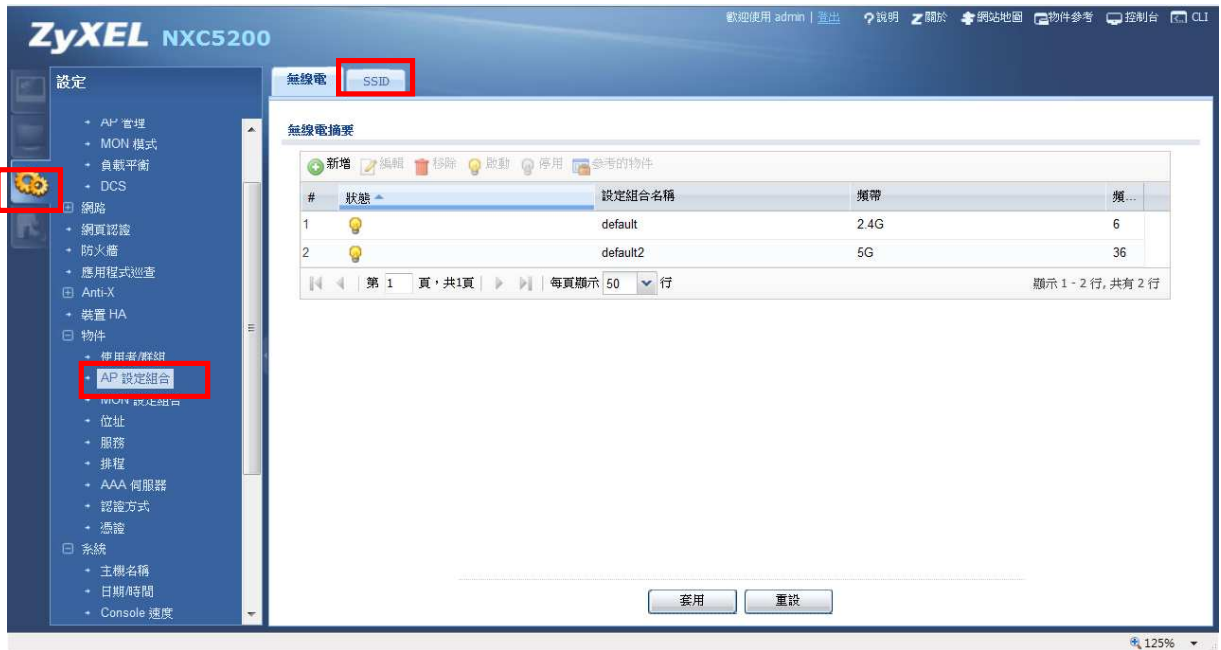 ZyXEL NXC5200
歡迎使用 admin | 登出 ?說明 Z關於 網站地圖 物件參考 控制台 CLI
設定
AP 管理
MON 模式
負載平衡
DCS
網路
網頁認證
防火牆
應用程式巡查
Anti-X
裝置 HA
物件
使用者/群組
AP 設定組合
MON 設定組合
位址
服務
排程
AAA 伺服器
認證方式
憑證
系統
主機名稱
日期/時間
Console 速度
無線電 SSID
無線電摘要
新增 編輯 移除 啟動 停用 參考的物件
# 狀態 設定組合名稱 頻帶 頻...
1 default 2.4G 6
2 default2 5G 36
第 1 頁，共1頁 每頁顯示 50 行 顯示 1 - 2 行, 共有 2 行
套用 重設
125%